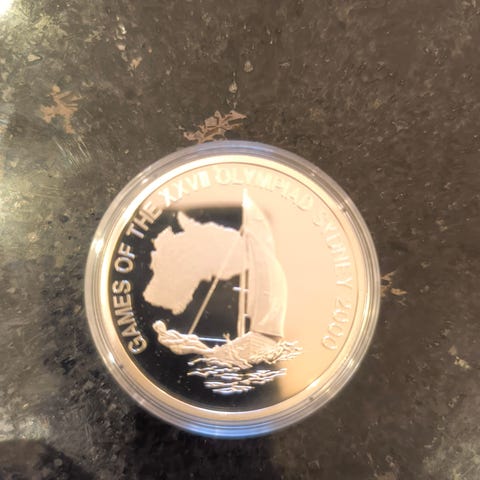 GAMES OF THE XXVII OLYMPIAD SYDNEY 2000